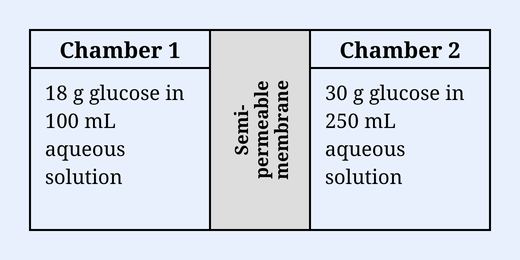 Chamber 1
18 g glucose in
100 mL
aqueous
solution
Semi-
permeable
membrane
Chamber 2
30 g glucose in
250 mL
aqueous
solution